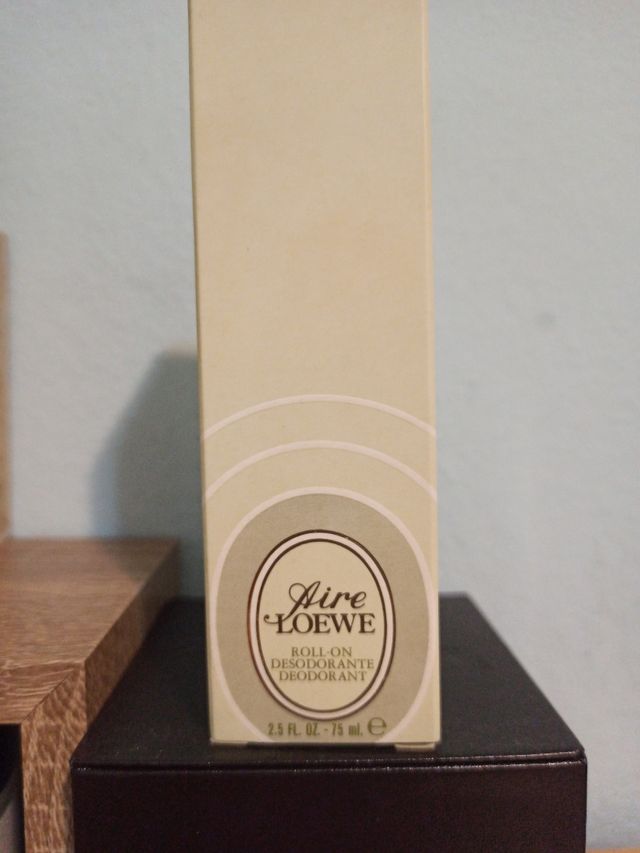 Aire
LOEWE
ROLL-ON
DESODORANTE
DEODORANT
2.5 FL. OZ. - 75 ml. ℮